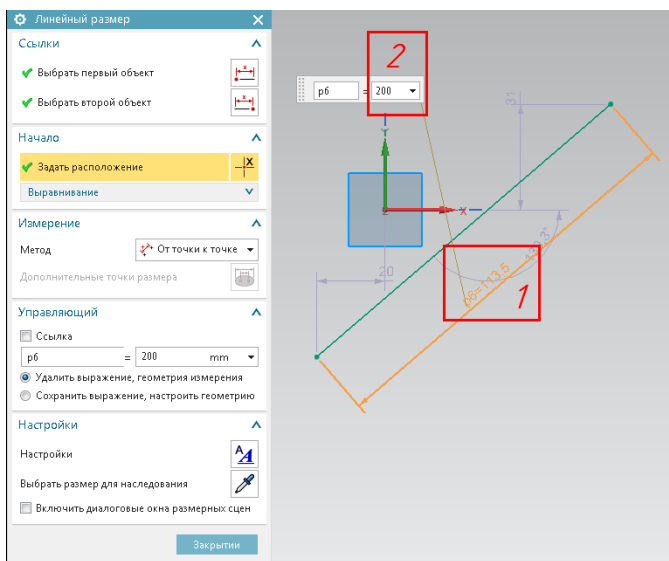 Линейный размер
Ссылки
Выбрать первый объект
Выбрать второй объект
Начало
Задать расположение
Выравнивание
Измерение
Метод
От точки к точке
Дополнительные точки размера
Управляющий
Ссылка
p6 = 200 mm
Удалить выражение, геометрия измерения
Сохранить выражение, настроить геометрию
Настройки
Настройки
Выбрать размер для наследования
Включить диалоговые окна размерных сцен
Закрытии
2
p6 = 200
31
Y
X
20
p6=113,5
1